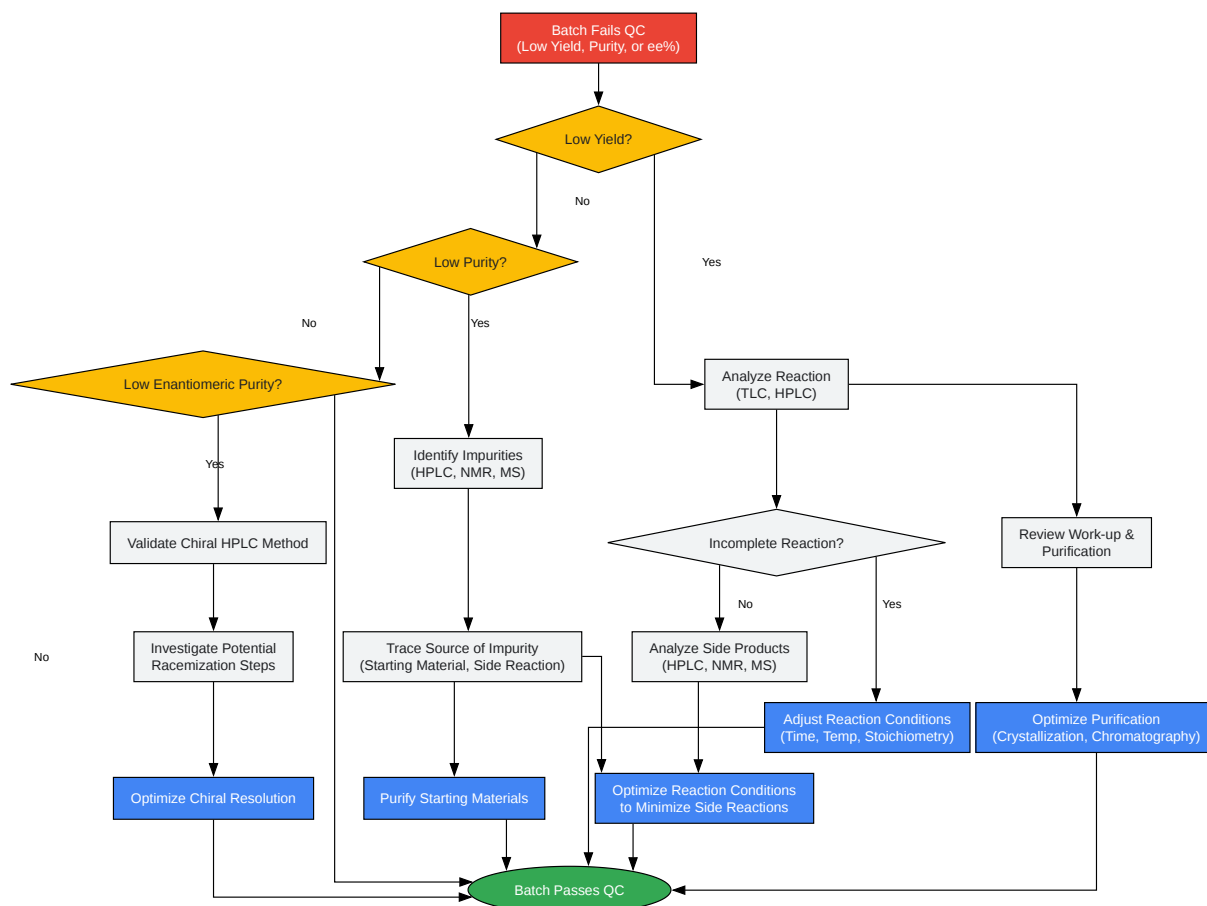 Batch Fails QC
(Low Yield, Purity, or ee%)
Low Yield?
No
Low Purity?
Yes
No
Yes
Low Enantiomeric Purity?
Analyze Reaction
(TLC, HPLC)
Yes
Identify Impurities
(HPLC, NMR, MS)
Validate Chiral HPLC Method
Incomplete Reaction?
Review Work-up &
Purification
No
Yes
No
Investigate Potential
Racemization Steps
Trace Source of Impurity
(Starting Material, Side Reaction)
Analyze Side Products
(HPLC, NMR, MS)
Adjust Reaction Conditions
(Time, Temp, Stoichiometry)
Optimize Purification
(Crystallization, Chromatography)
Optimize Chiral Resolution
Purify Starting Materials
Optimize Reaction Conditions
to Minimize Side Reactions
Batch Passes QC